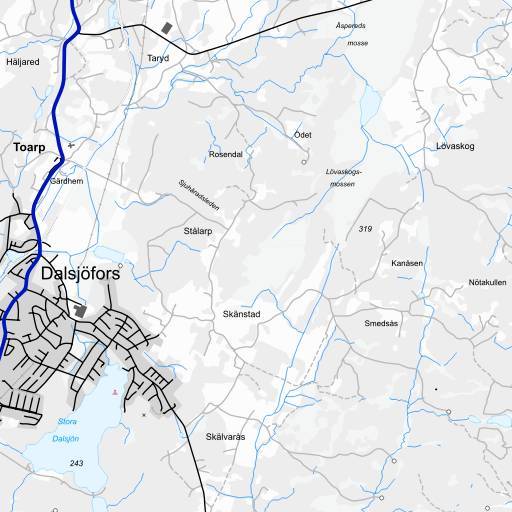 Åspereds
mosse
Häljared
Taryd
Ödet
Toarp
Rosendal
Lövaskog
Gärdhem
Lövaskogs-
mossen
Sjuhäradsleden
Stålarp
319
Kanåsen
Dalsjöfors
Nötakullen
Skänstad
Smedsås
Stora
Dalsjön
Skålvarås
243